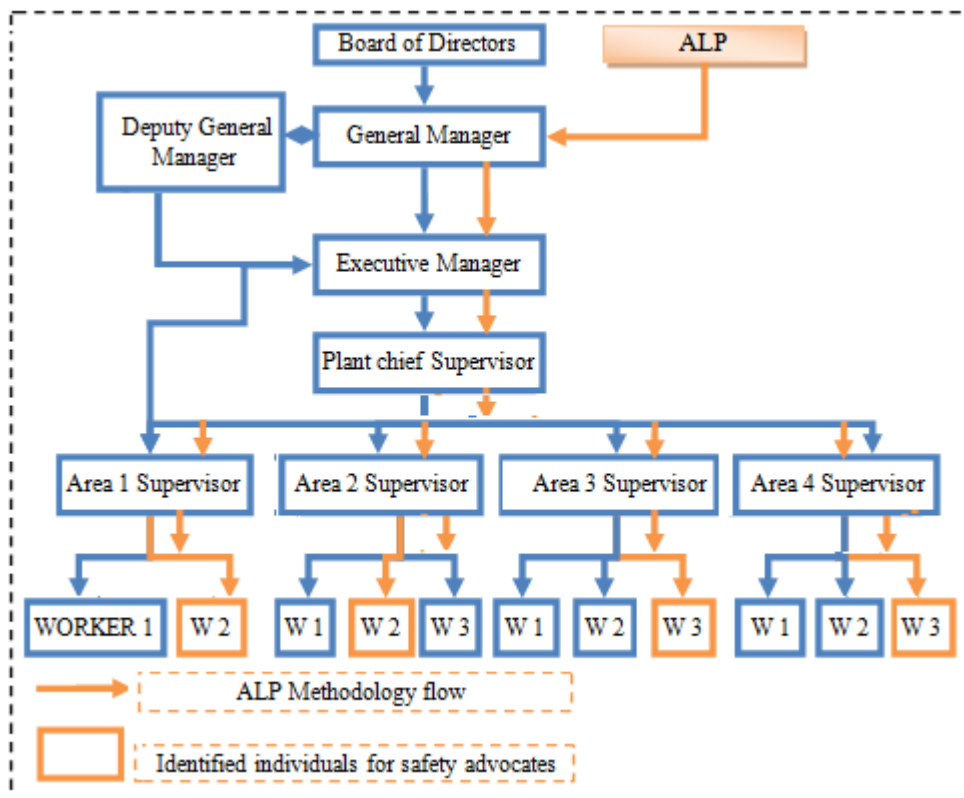 Board of Directors
ALP
Deputy General
Manager
General Manager
Executive Manager
Plant chief Supervisor
Area 1 Supervisor
Area 2 Supervisor
Area 3 Supervisor
Area 4 Supervisor
WORKER 1
W 2
W 1
W 2
W 3
W 1
W 2
W 3
W 1
W 2
W 3
ALP Methodology flow
Identified individuals for safety advocates